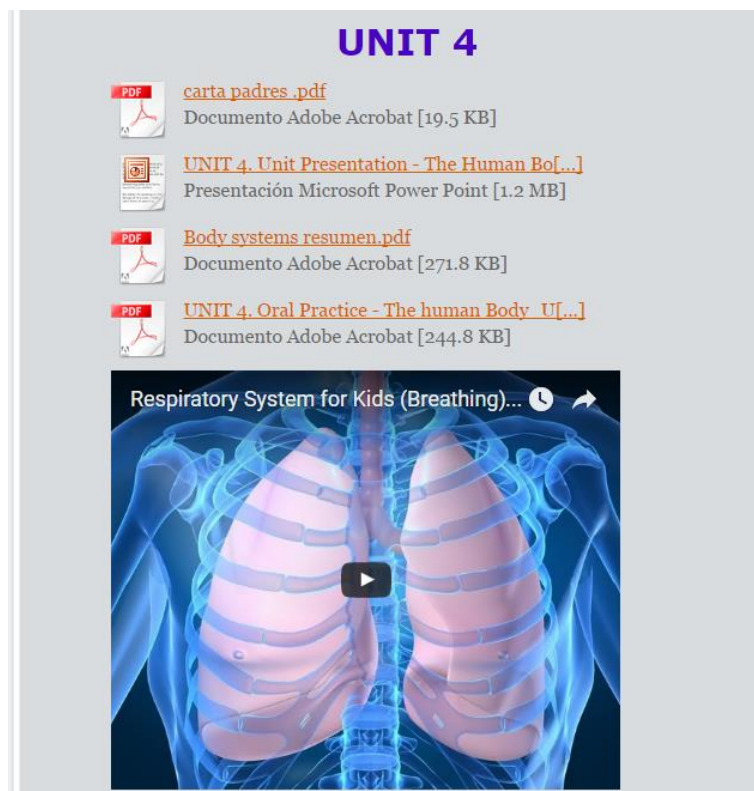 UNIT 4
PDF
carta padres .pdf
Documento Adobe Acrobat [19.5 KB]
UNIT 4. Unit Presentation - The Human Bo[...]
Presentación Microsoft Power Point [1.2 MB]
PDF
Body systems resumen.pdf
Documento Adobe Acrobat [271.8 KB]
PDF
UNIT 4. Oral Practice - The human Body_U[...]
Documento Adobe Acrobat [244.8 KB]
Respiratory System for Kids (Breathing)...